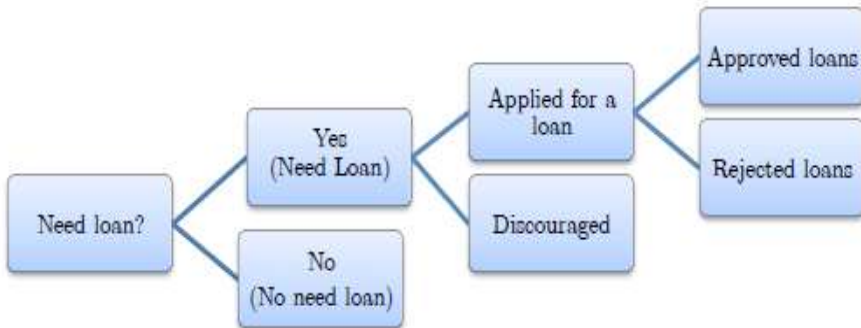 Need loan?
Yes
(Need Loan)
No
(No need loan)
Applied for a
loan
Discouraged
Approved loans
Rejected loans